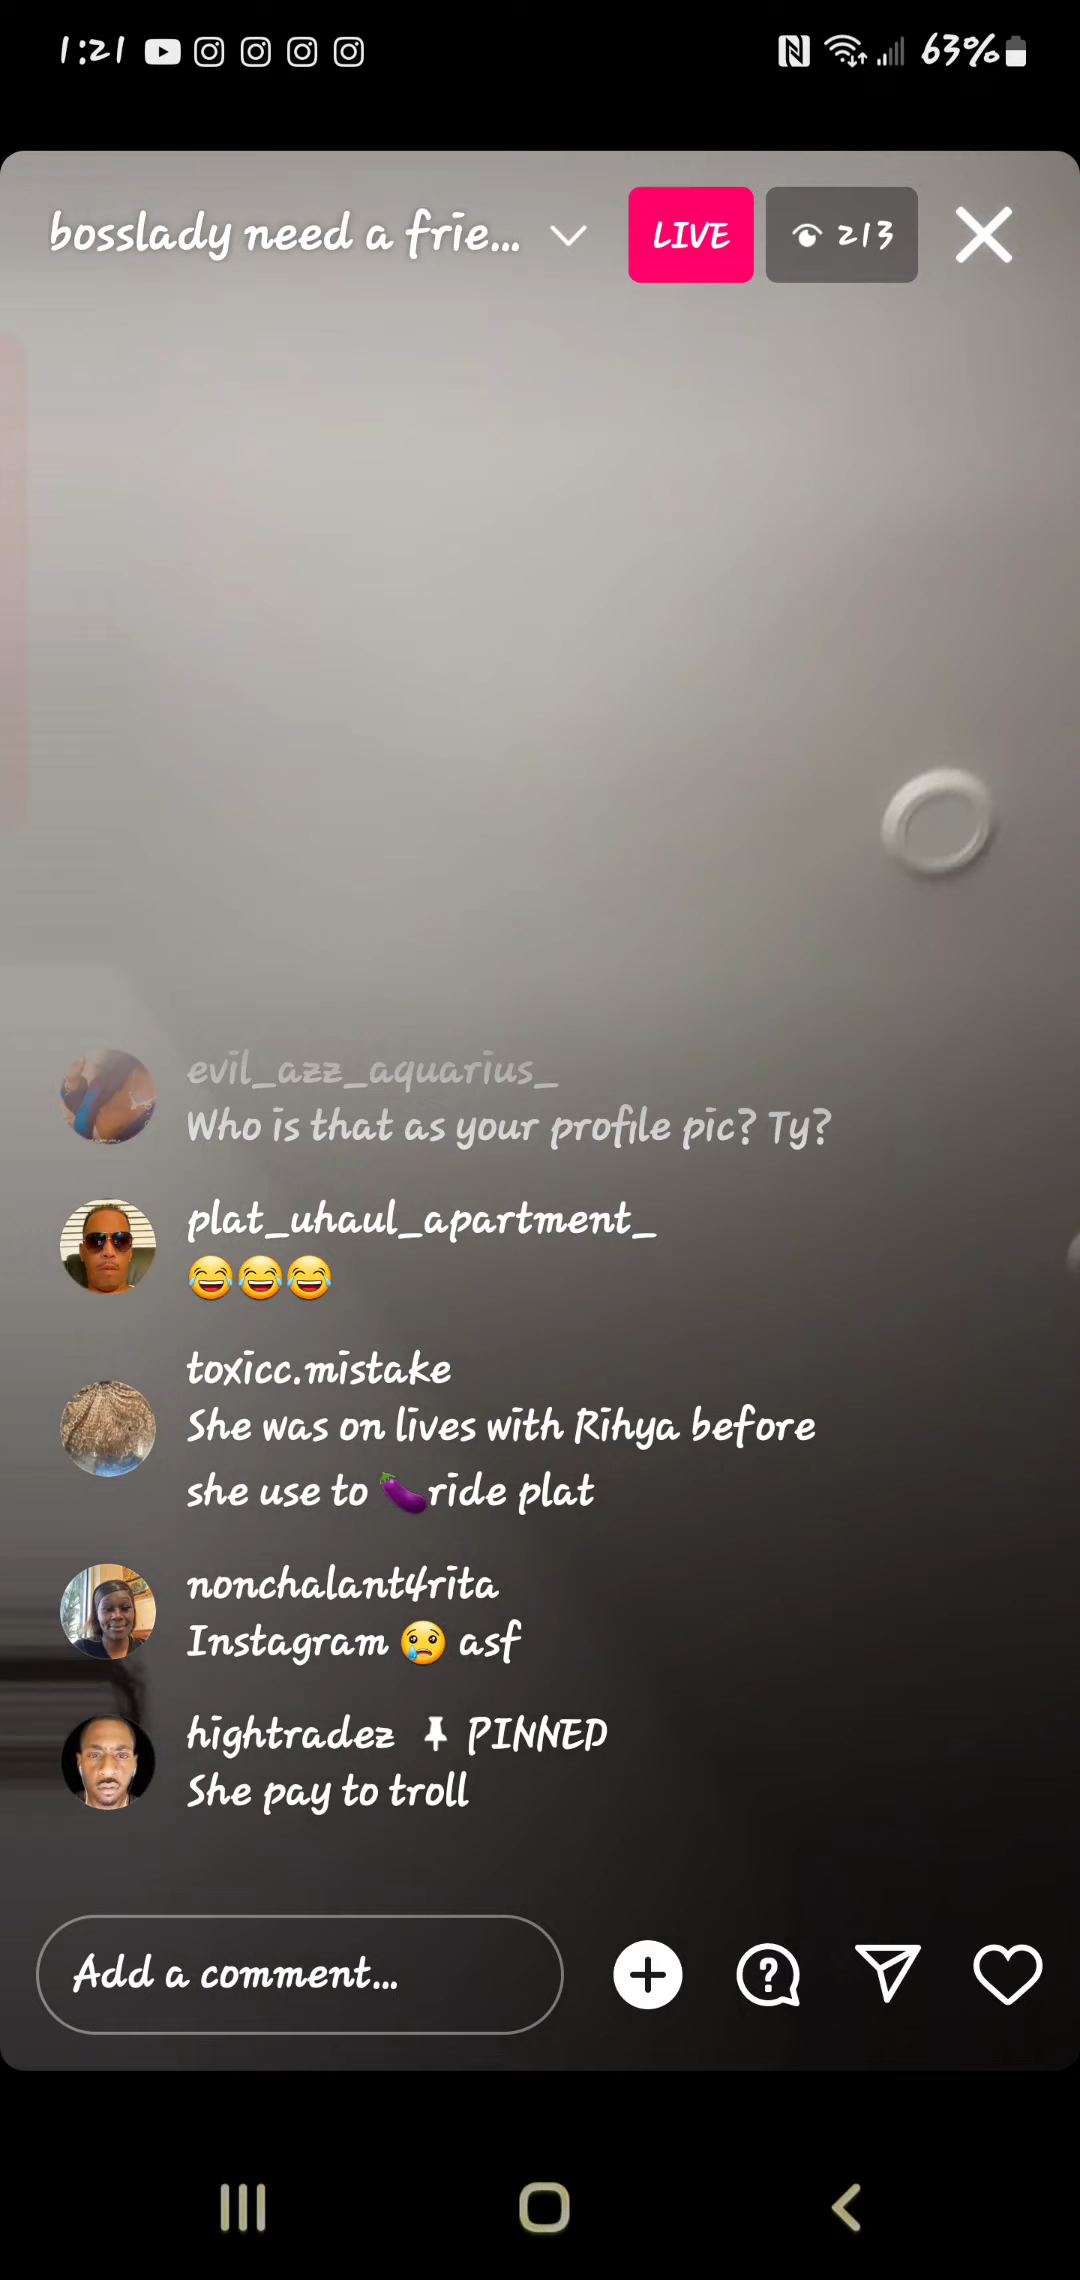 1:21
63%
bosslady need a frie...
LIVE
213
evil_azz_aquarius_
Who is that as your profile pic? Ty?
plat_uhaul_apartment_
😂😂😂
toxicc.mistake
She was on lives with Rihya before
she use to 🍆ride plat
nonchalant4rita
Instagram 😢 asf
hightradez 📌 PINNED
She pay to troll
Add a comment...